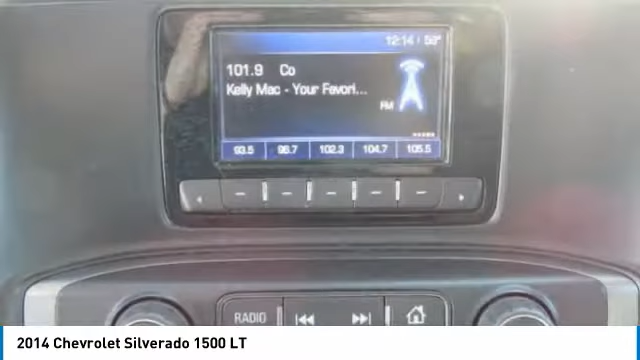 12:14 | 59°
101.9 Co
Kelly Mac - Your Favori...
FM
93.5 98.7 102.3 104.7 105.5
RADIO
2014 Chevrolet Silverado 1500 LT